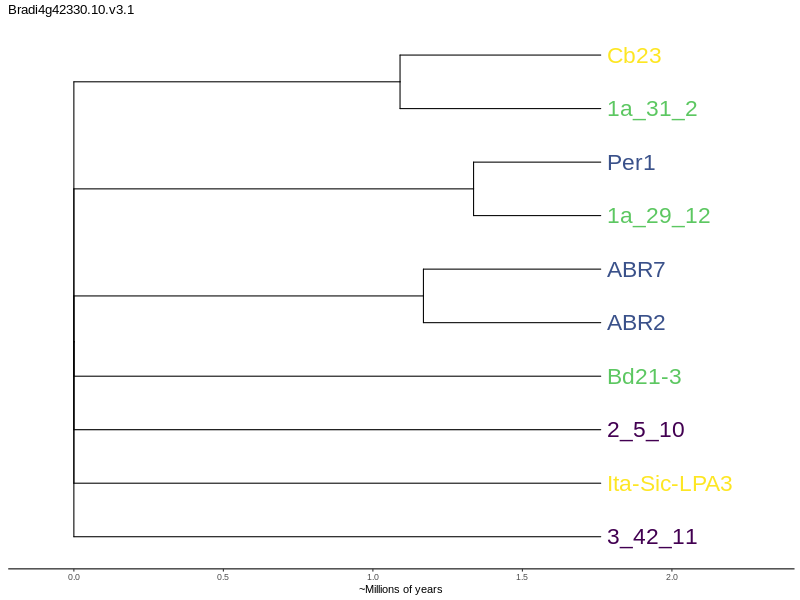 Bradi4g42330.10.v3.1
Cb23
1a_31_2
Per1
1a_29_12
ABR7
ABR2
Bd21-3
2_5_10
Ita-Sic-LPA3
3_42_11
0.0 0.5 1.0 1.5 2.0
~Millions of years